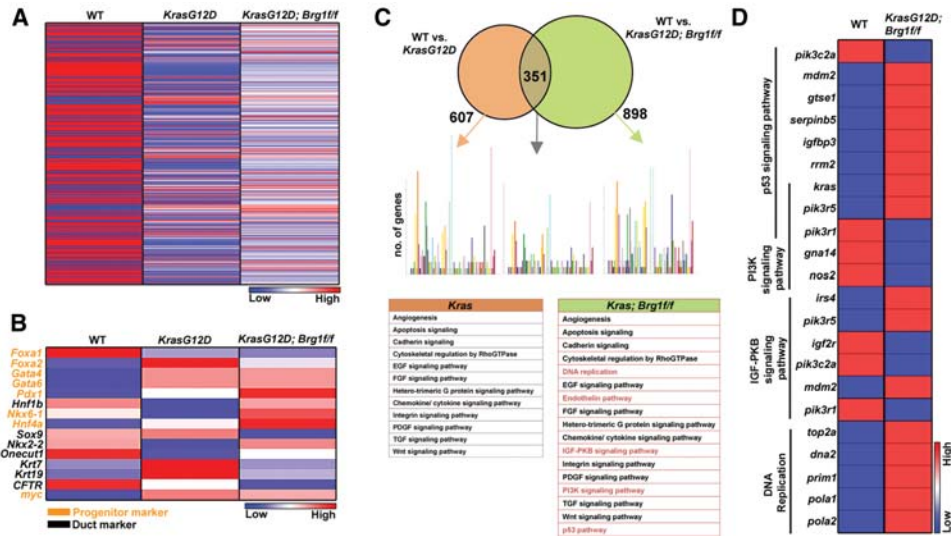 A
WT
KrasG12D
KrasG12D; Brg1f/f
Low
High
B
WT
KrasG12D
KrasG12D; Brg1f/f
Foxa1
Foxa2
Gata4
Gata6
Pdx1
Hnf1b
Nkx6-1
Hnf4a
Sox9
Nkx2-2
Onecut1
Krt7
Krt19
CFTR
myc
Progenitor marker
Duct marker
Low
High
C
WT vs.
KrasG12D
WT vs.
KrasG12D; Brg1f/f
351
607
898
no. of genes
Kras
Angiogenesis
Apoptosis signaling
Cadherin signaling
Cytoskeletal regulation by RhoGTPase
EGF signaling pathway
FGF signaling pathway
Hetero-trimeric G protein signaling pathway
Chemokine/ cytokine signaling pathway
Integrin signaling pathway
PDGF signaling pathway
TGF signaling pathway
Wnt signaling pathway
Kras; Brg1f/f
Angiogenesis
Apoptosis signaling
Cadherin signaling
Cytoskeletal regulation by RhoGTPase
DNA replication
EGF signaling pathway
Endothelin pathway
FGF signaling pathway
Hetero-trimeric G protein signaling pathway
Chemokine/ cytokine signaling pathway
IGF-PKB signaling pathway
Integrin signaling pathway
PDGF signaling pathway
PI3K signaling pathway
TGF signaling pathway
Wnt signaling pathway
p53 pathway
D
WT
KrasG12D;
Brg1f/f
p53 signaling pathway
PI3K
signaling
pathway
IGF-PKB
signaling
pathway
DNA
Replication
pik3c2a
mdm2
gtse1
serpinb5
igfbp3
rrm2
kras
pik3r5
pik3r1
gna14
nos2
irs4
pik3r5
igf2r
pik3c2a
mdm2
pik3r1
top2a
dna2
prim1
pola1
pola2
High
Low